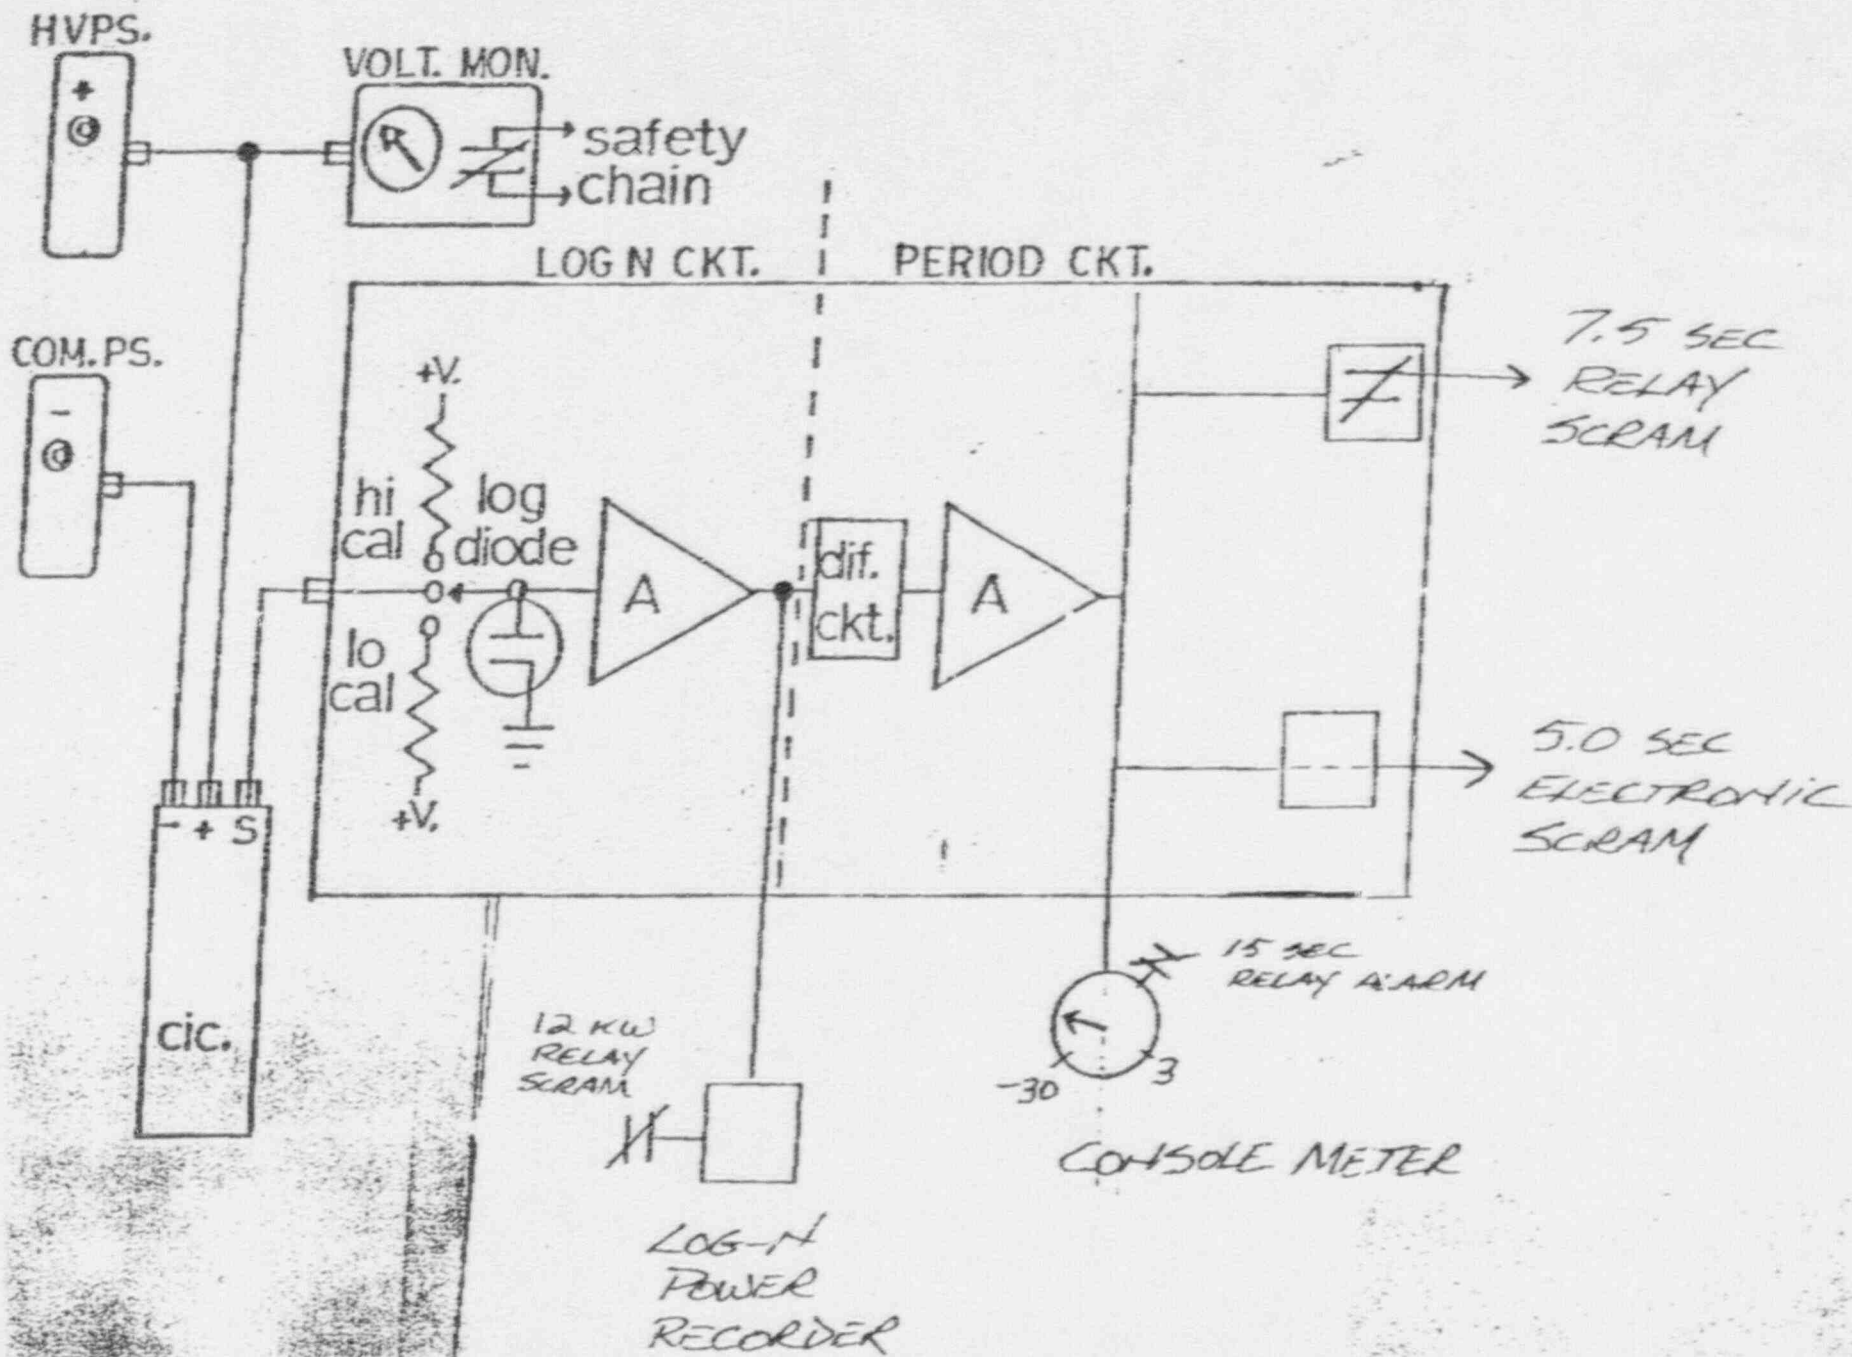 HVPS.
+
VOLT. MON.
safety
chain
LOG N CKT.
PERIOD CKT.
COM.PS.
-
+V.
hi
cal
log
diode
lo
cal
+V.
A
dif.
ckt.
A
7.5 SEC
RELAY
SCRAM
5.0 SEC
ELECTRONIC
SCRAM
- + S
cic.
12 KW
RELAY
SCRAM
15 SEC
RELAY ALARM
-30
3
CONSOLE METER
LOG-N
POWER
RECORDER